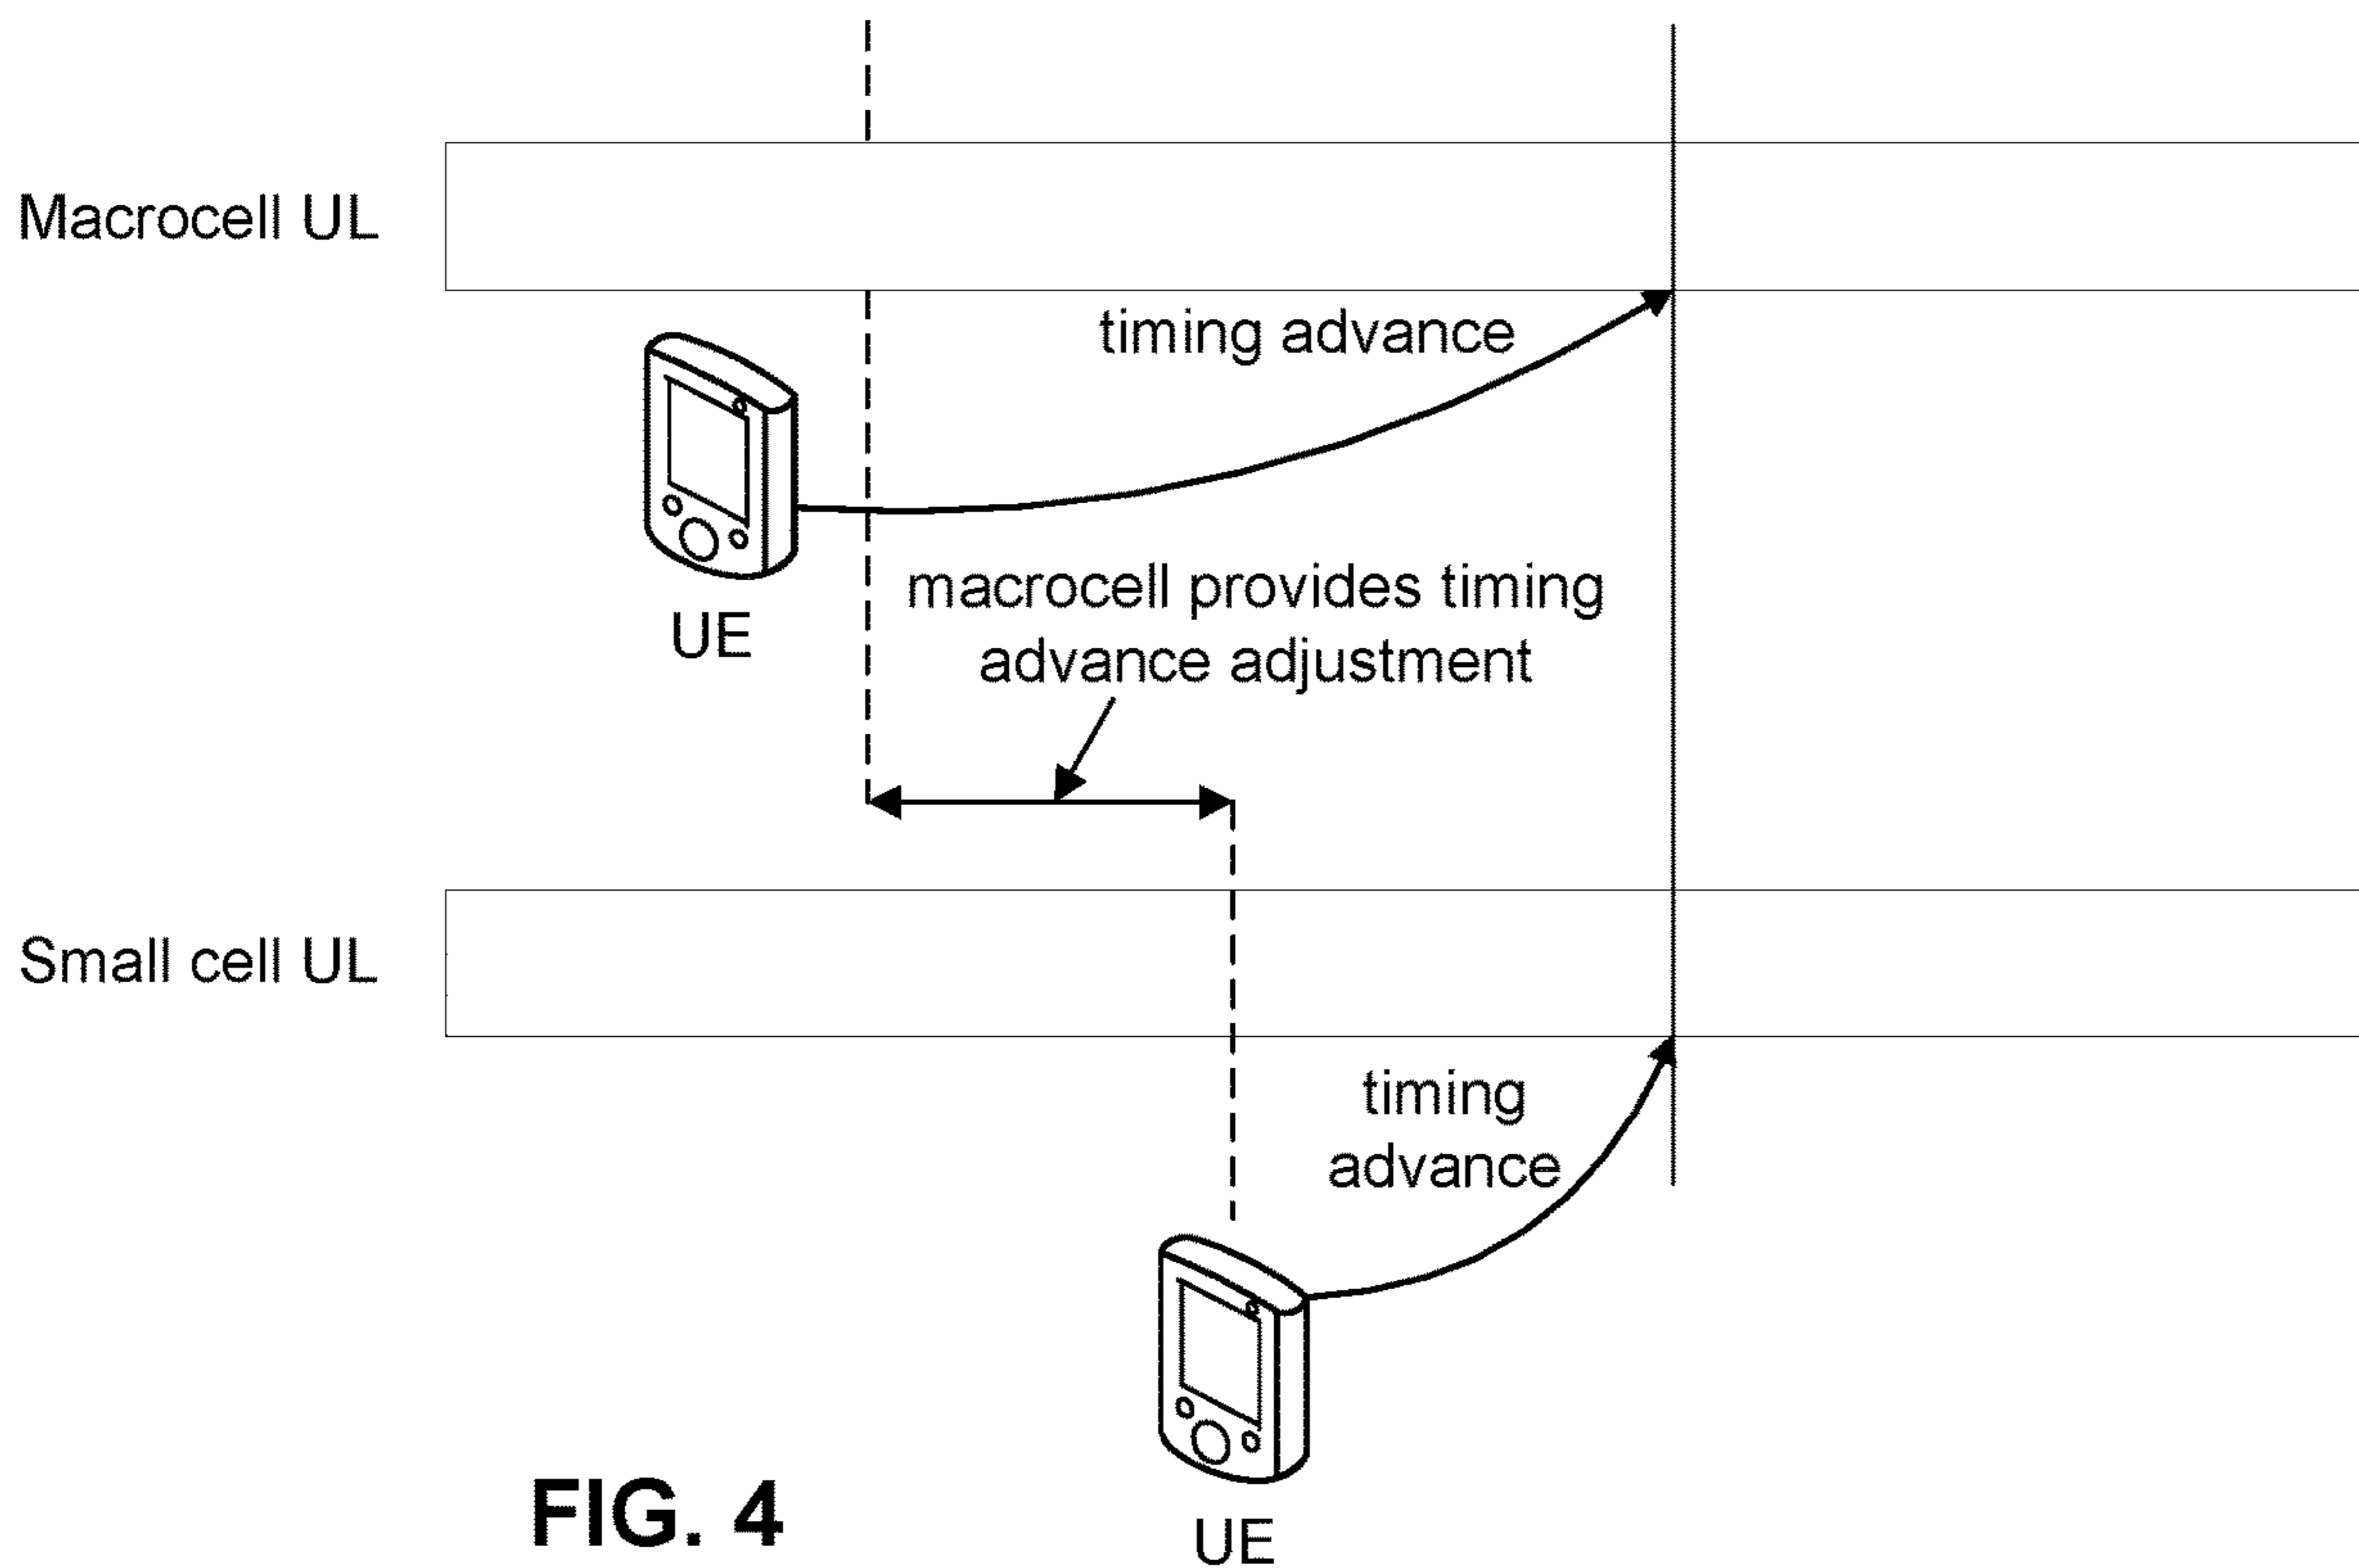 Macrocell UL
timing advance
UE
macrocell provides timing
advance adjustment
Small cell UL
timing
advance
UE
FIG. 4